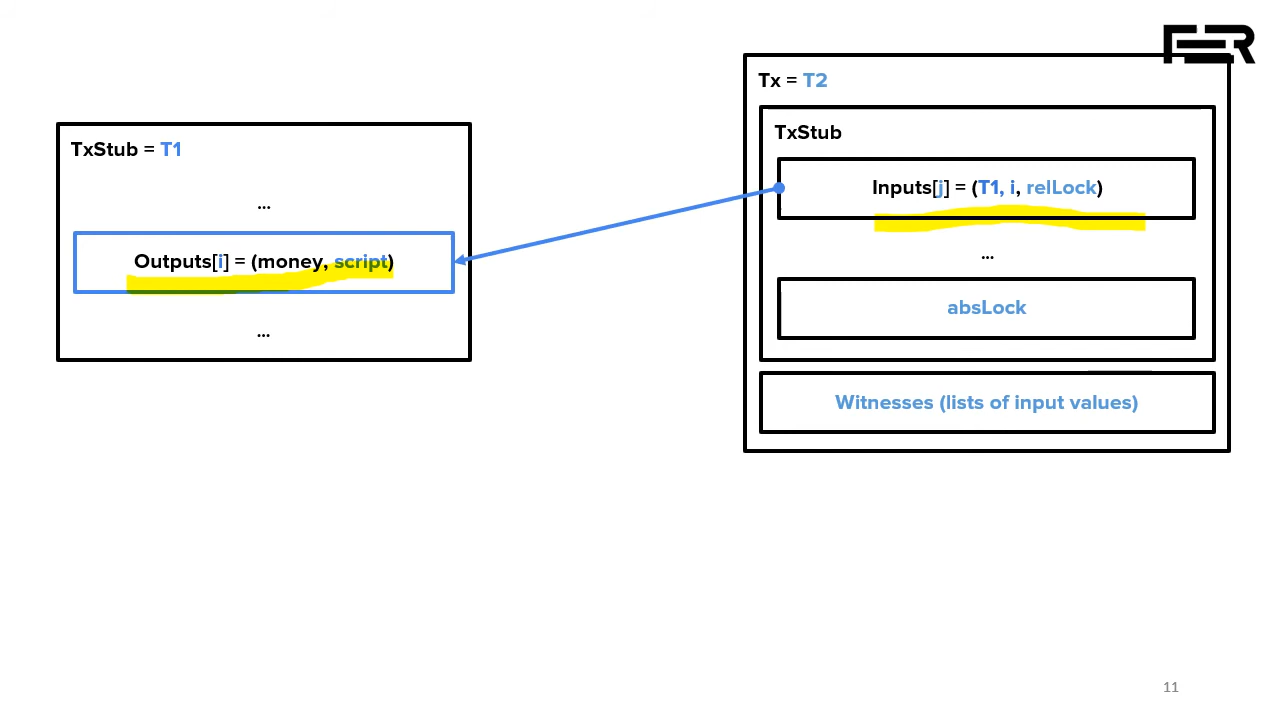 FER
TxStub = T1
...
Outputs[i] = (money, script)
...
Tx = T2
TxStub
Inputs[j] = (T1, i, relLock)
...
absLock
Witnesses (lists of input values)
11